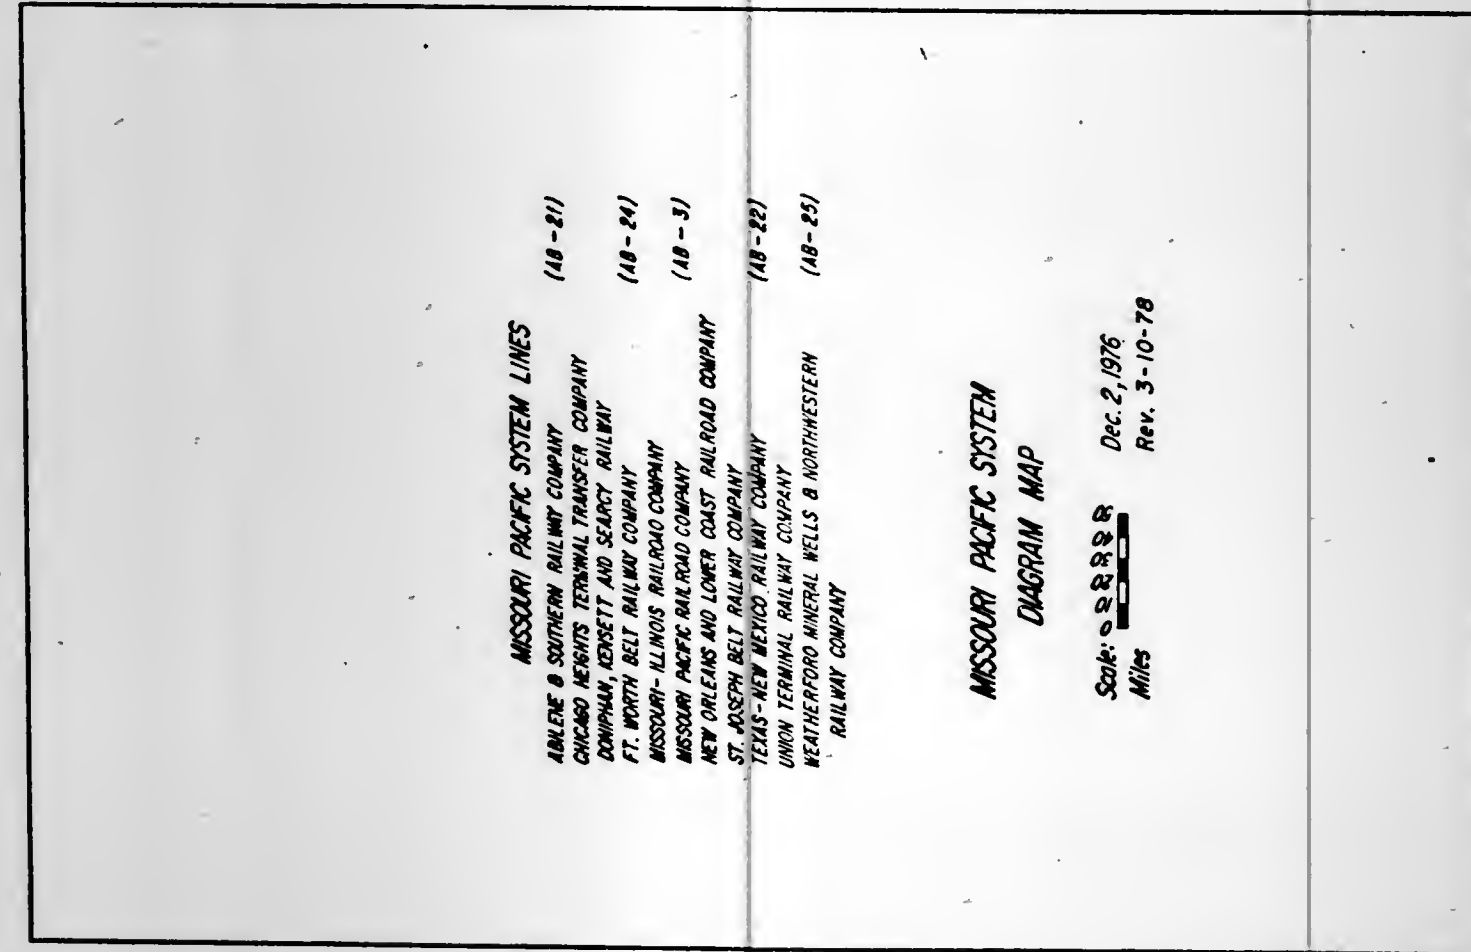 MISSOURI PACIFIC SYSTEM LINES
ABILENE & SOUTHERN RAILWAY COMPANY (AB-21)
CHICAGO HEIGHTS TERMINAL TRANSFER COMPANY
DONIPHAN, KENSETT AND SEARCY RAILWAY
FT. WORTH BELT RAILWAY COMPANY (AB-24)
MISSOURI-ILLINOIS RAILROAD COMPANY
MISSOURI PACIFIC RAILROAD COMPANY (AB-3)
NEW ORLEANS AND LOWER COAST RAILROAD COMPANY
ST. JOSEPH BELT RAILWAY COMPANY
TEXAS-NEW MEXICO RAILWAY COMPANY (AB-22)
UNION TERMINAL RAILWAY COMPANY
WEATHERFORD MINERAL WELLS & NORTHWESTERN (AB-25)
RAILWAY COMPANY
MISSOURI PACIFIC SYSTEM
DIAGRAM MAP
Scale: 0 Dec. 2, 1976
Miles Rev. 3-10-78